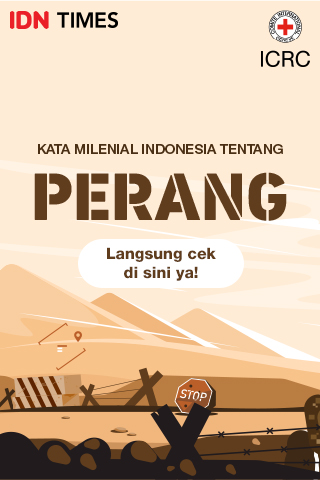 IDN TIMES
ICRC
KATA MILENIAL INDONESIA TENTANG
PERANG
Langsung cek
di sini ya!
STOP